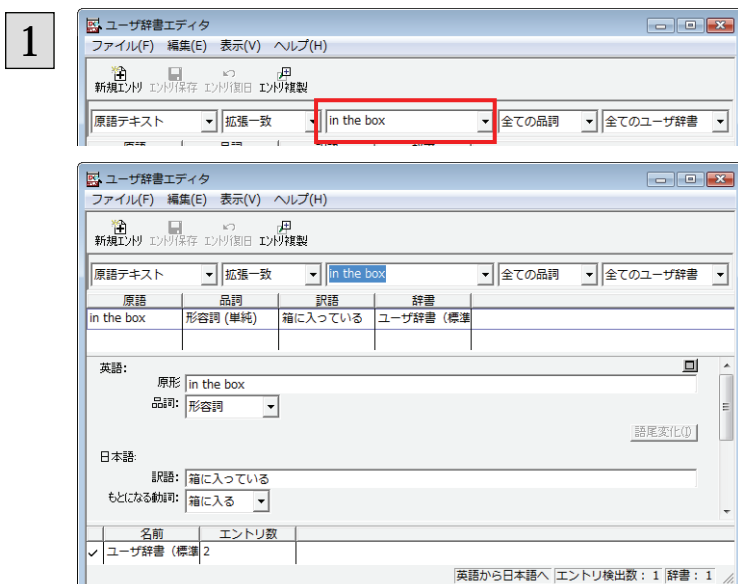 1
ユーザ辞書エディタ
ファイル(F) 編集(E) 表示(V) ヘルプ(H)
新規エントリ エントリ保存 エントリ復旧 エントリ複製
原語テキスト 拡張一致 in the box 全ての品詞 全てのユーザ辞書
ユーザ辞書エディタ
ファイル(F) 編集(E) 表示(V) ヘルプ(H)
新規エントリ エントリ保存 エントリ復旧 エントリ複製
原語テキスト 拡張一致 in the box 全ての品詞 全てのユーザ辞書
原語 品詞 訳語 辞書
in the box 形容詞 (単純) 箱に入っている ユーザ辞書（標準
英語:
原形 in the box
品詞: 形容詞
語尾変化(I)
日本語:
訳語: 箱に入っている
もとになる動詞: 箱に入る
名前 エントリ数
✓ ユーザ辞書（標準 2
英語から日本語へ エントリ検出数： 1 辞書： 1